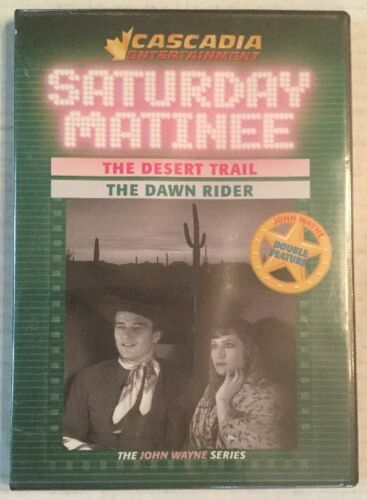 CASCADIA
ENTERTAINMENT
SATURDAY
MATINEE
THE DESERT TRAIL
THE DAWN RIDER
JOHN WAYNE
DOUBLE
FEATURE
THE JOHN WAYNE SERIES